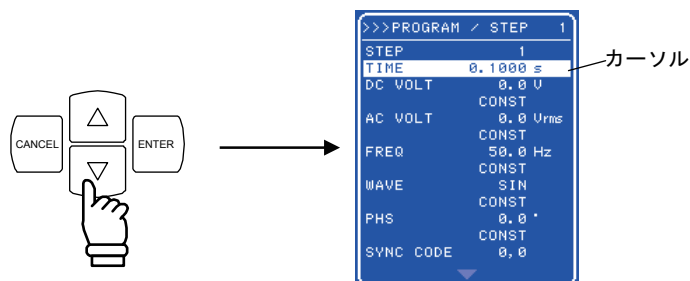 CANCEL
△
▽
ENTER
>>>PROGRAM / STEP 1
STEP 1
TIME 0.1000 s
DC VOLT 0.0 V
CONST
AC VOLT 0.0 Vrms
CONST
FREQ 50.0 Hz
CONST
WAVE SIN
CONST
PHS 0.0 °
CONST
SYNC CODE 0,0
カーソル